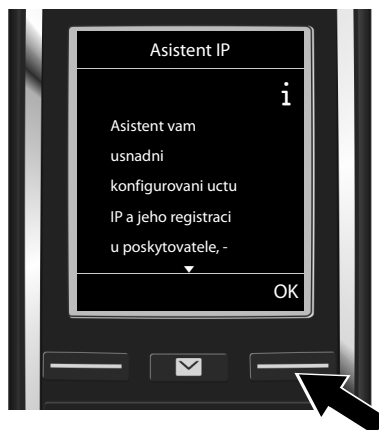 Asistent IP
i
Asistent vam
usnadni
konfigurovani uctu
IP a jeho registraci
u poskytovatele, -
OK